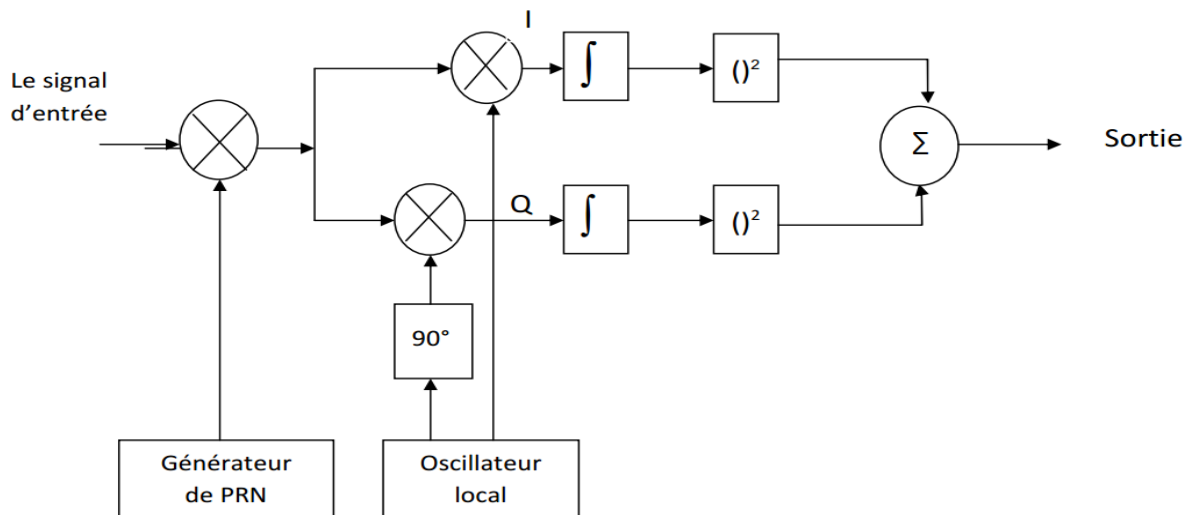 I
Le signal
d'entrée
∫
()²
Σ
Sortie
Q
∫
()²
90°
Générateur
de PRN
Oscillateur
local